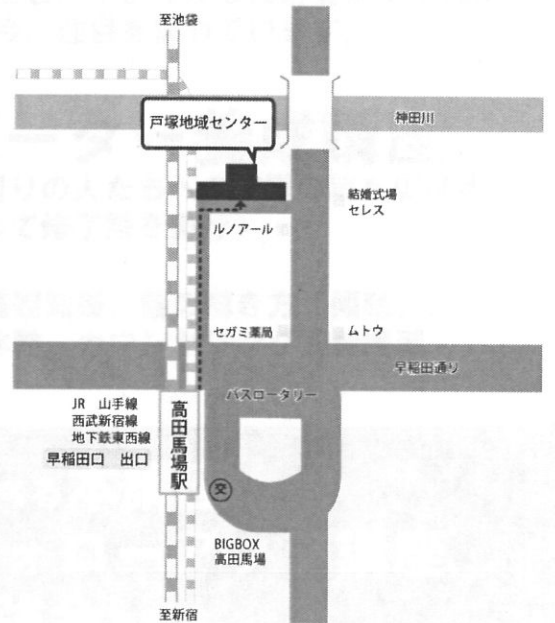 至池袋
神田川
戸塚地域センター
結婚式場
セレス
ルノアール
セガミ薬局
ムトウ
早稲田通り
バスロータリー
JR 山手線
西武新宿線
地下鉄東西線
早稲田口 出口
高田馬場駅
交
BIGBOX
高田馬場
至新宿